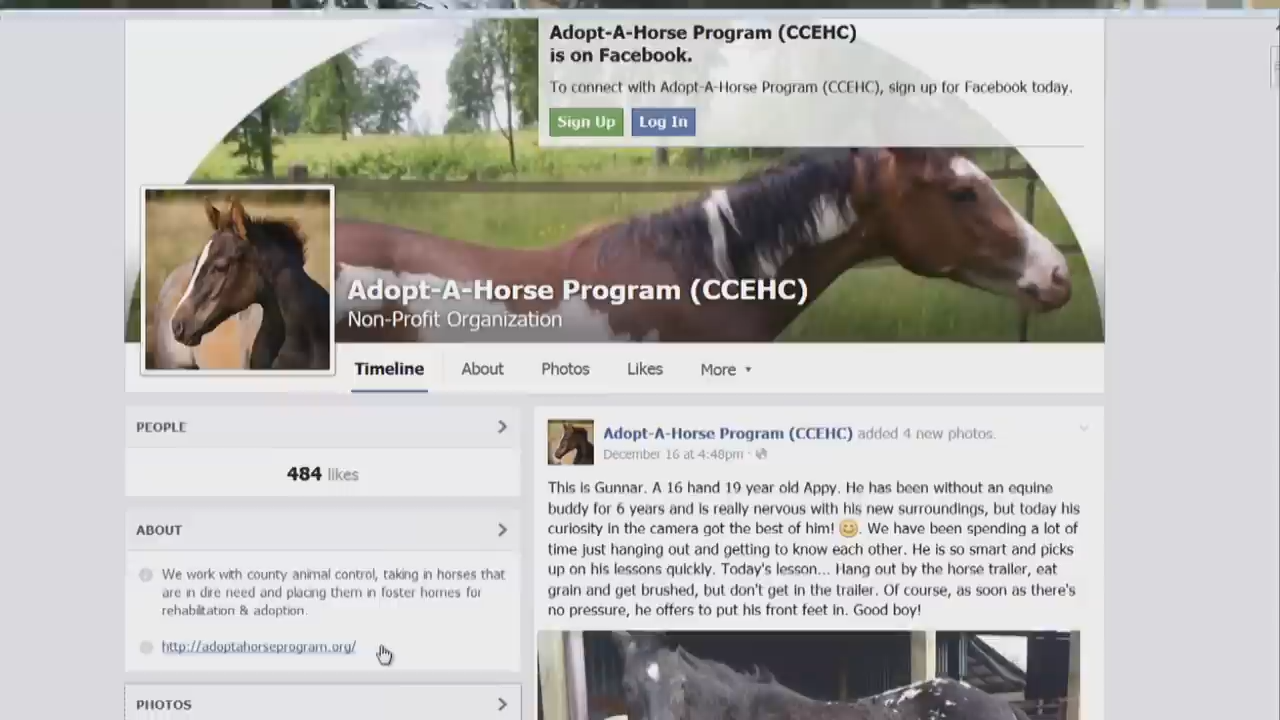 Adopt-A-Horse Program (CCEHC)
is on Facebook.
To connect with Adopt-A-Horse Program (CCEHC), sign up for Facebook today.
Sign Up Log In
Adopt-A-Horse Program (CCEHC)
Non-Profit Organization
Timeline About Photos Likes More
PEOPLE
484 likes
ABOUT
We work with county animal control, taking in horses that
are in dire need and placing them in foster homes for
rehabilitation & adoption.
http://adoptahorseprogram.org/
PHOTOS
Adopt-A-Horse Program (CCEHC) added 4 new photos.
December 16 at 4:48pm ·
This is Gunnar. A 16 hand 19 year old Appy. He has been without an equine
buddy for 6 years and is really nervous with his new surroundings, but today his
curiosity in the camera got the best of him! 😊. We have been spending a lot of
time just hanging out and getting to know each other. He is so smart and picks
up on his lessons quickly. Today's lesson... Hang out by the horse trailer, eat
grain and get brushed, but don't get in the trailer. Of course, as soon as there's
no pressure, he offers to put his front feet in. Good boy!